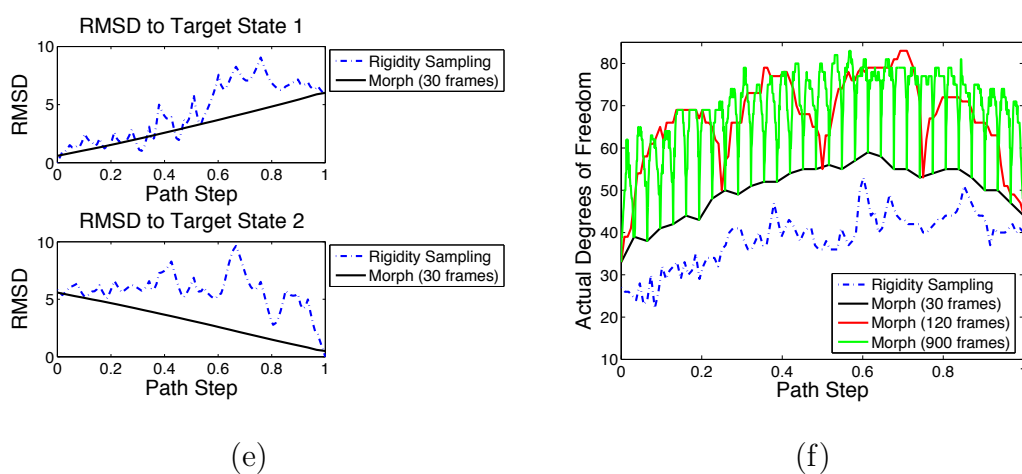 RMSD to Target State 1
10
5
0
RMSD
0 0.2 0.4 0.6 0.8 1
Path Step
Rigidity Sampling
Morph (30 frames)
RMSD to Target State 2
10
5
0
RMSD
0 0.2 0.4 0.6 0.8 1
Path Step
Rigidity Sampling
Morph (30 frames)
(e)
80
70
60
50
40
30
20
10
Actual Degrees of Freedom
0 0.2 0.4 0.6 0.8 1
Path Step
Rigidity Sampling
Morph (30 frames)
Morph (120 frames)
Morph (900 frames)
(f)